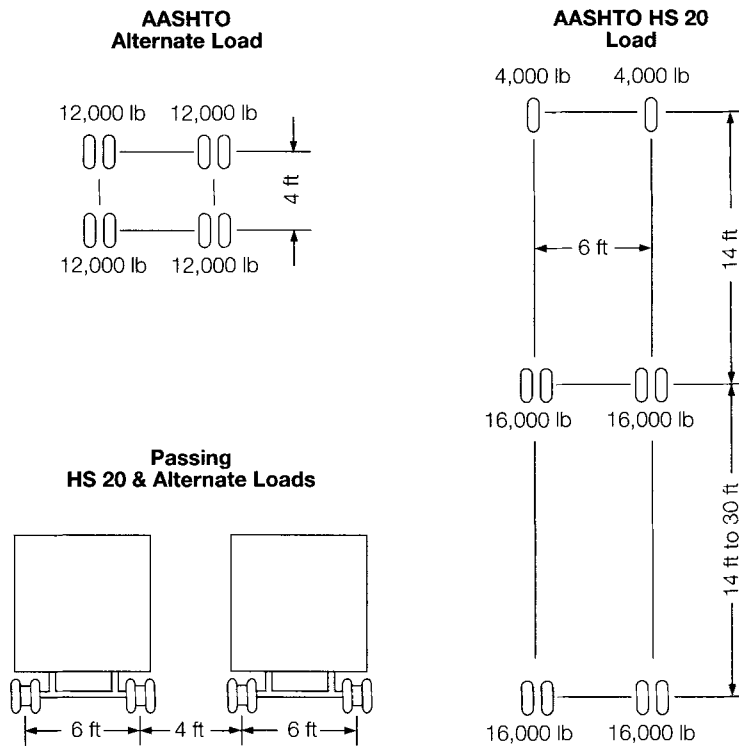 AASHTO
Alternate Load
12,000 lb 12,000 lb
4 ft
12,000 lb 12,000 lb
Passing
HS 20 & Alternate Loads
6 ft 4 ft 6 ft
AASHTO HS 20
Load
4,000 lb 4,000 lb
6 ft
14 ft
16,000 lb 16,000 lb
14 ft to 30 ft
16,000 lb 16,000 lb